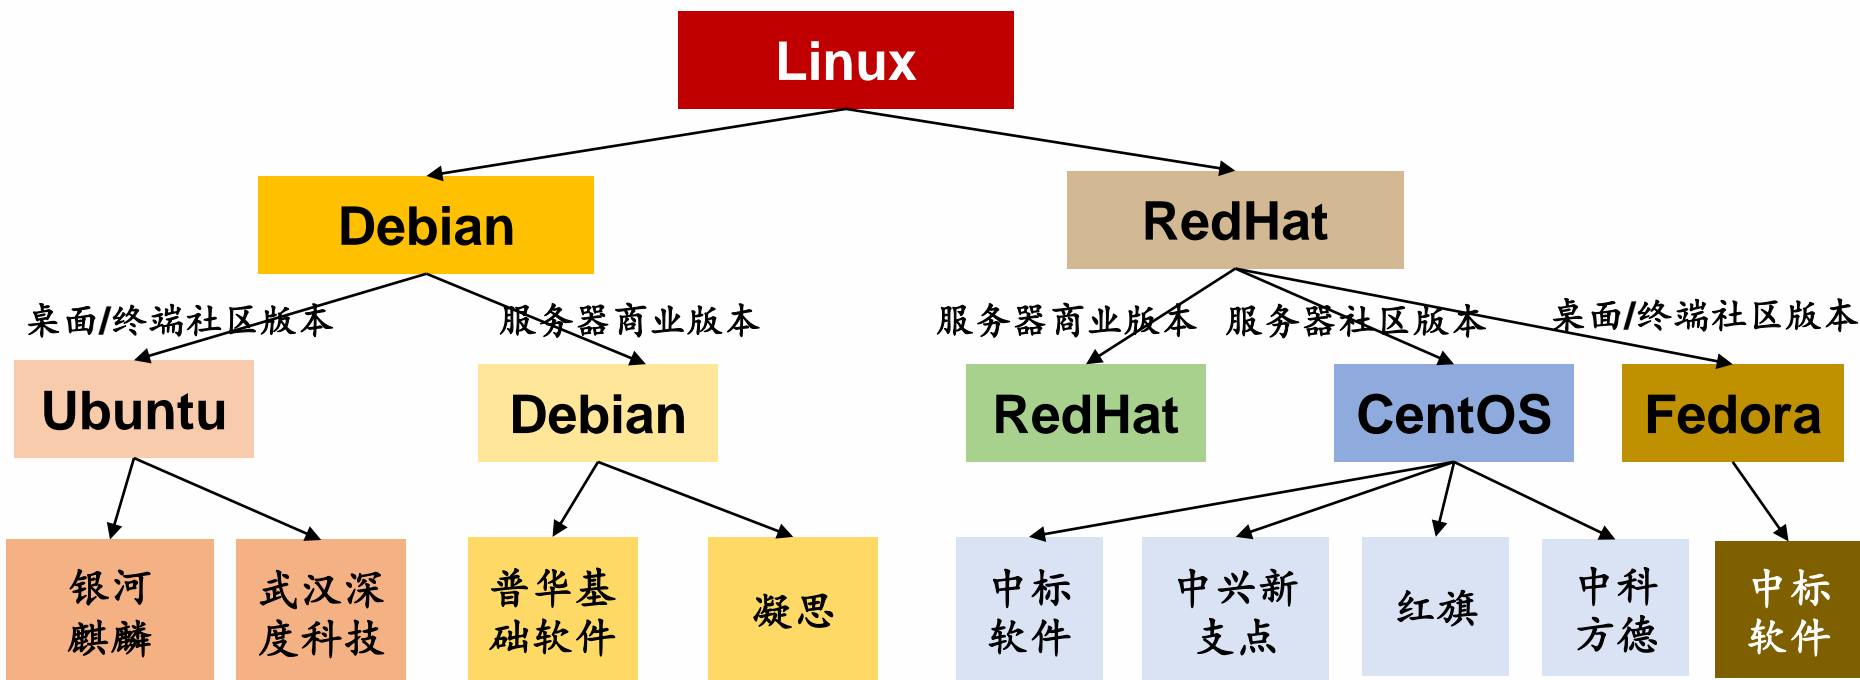 Linux
Debian
RedHat
桌面/终端社区版本
服务器商业版本
服务器商业版本
服务器社区版本
桌面/终端社区版本
Ubuntu
Debian
RedHat
CentOS
Fedora
银河
麒麟
武汉深
度科技
普华基
础软件
凝思
中标
软件
中兴新
支点
红旗
中科
方德
中标
软件